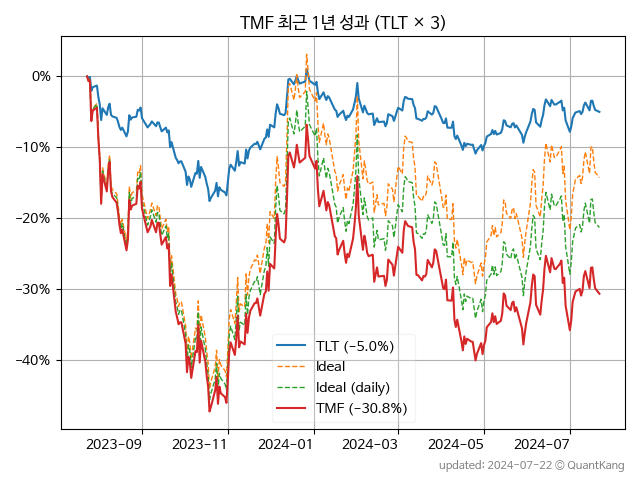 TMF 최근 1년 성과 (TLT × 3)
0%
−10%
−20%
−30%
−40%
TLT (−5.0%)
Ideal
Ideal (daily)
TMF (−30.8%)
2023−09 2023−11 2024−01 2024−03 2024−05 2024−07
updated: 2024−07−22 © QuantKang